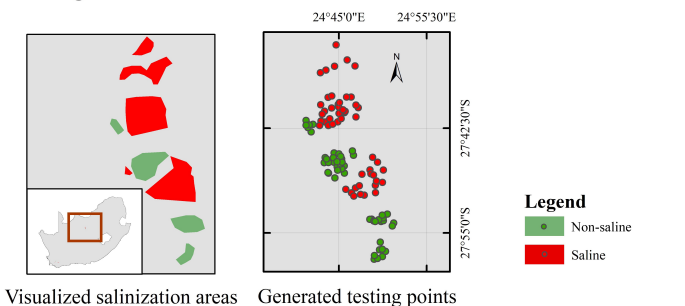 24°45'0"E
24°55'30"E
N
27°42'30"S
27°55'0"S
Legend
Non-saline
Saline
Visualized salinization areas
Generated testing points